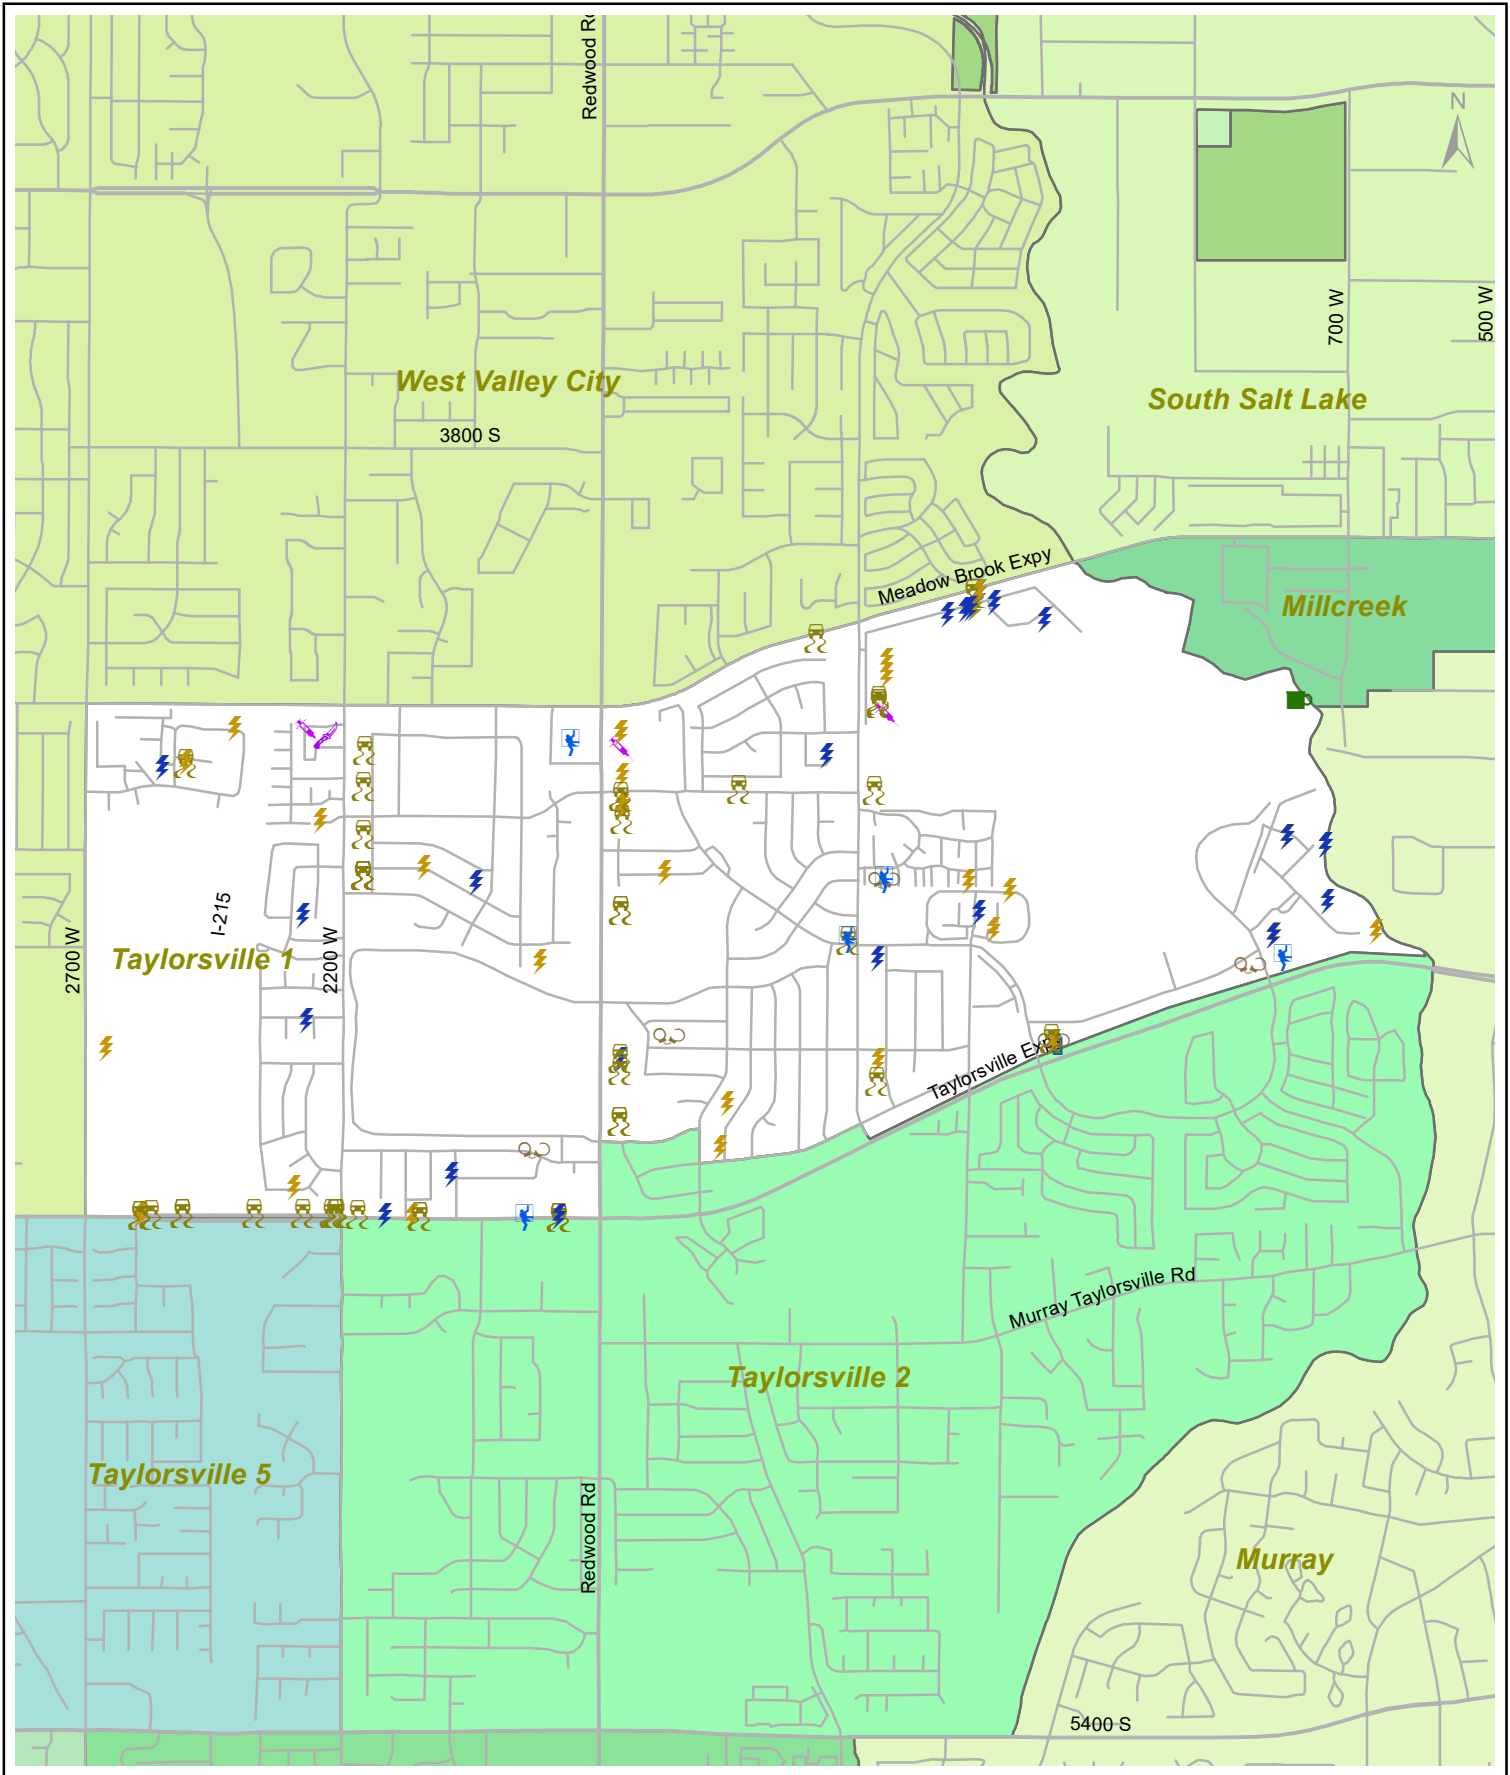 Redwood Rd
N
700 W
500 W
West Valley City
South Salt Lake
3800 S
Meadow Brook Expy
Millcreek
I-215
2700 W
Taylorsville 1
2200 W
Taylorsville Expy
Murray Taylorsville Rd
Taylorsville 2
Taylorsville 5
Redwood Rd
Murray
5400 S